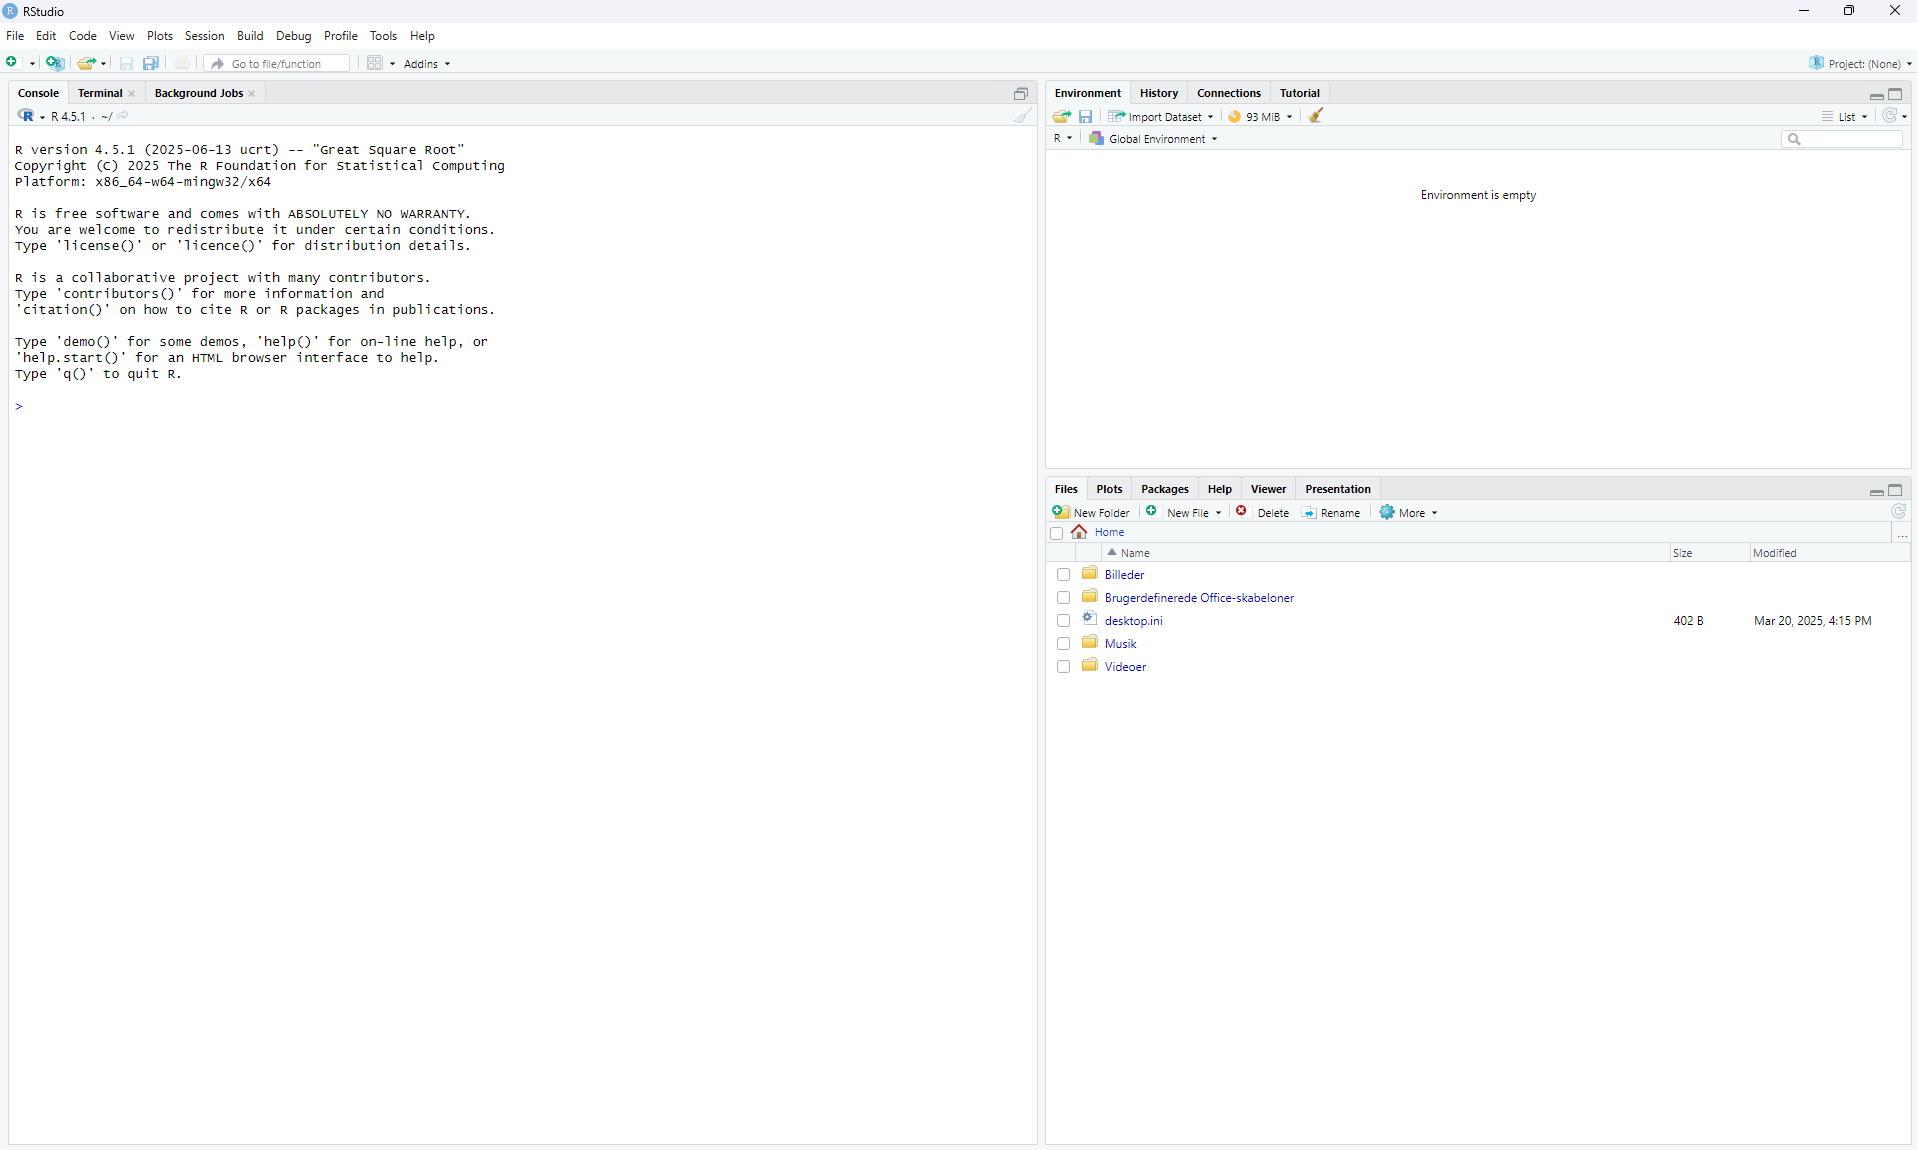 RStudio
File Edit Code View Plots Session Build Debug Profile Tools Help
Go to file/function Addins Project: (None)
Console Terminal Background Jobs
R 4.5.1 · ~/
R version 4.5.1 (2025-06-13 ucrt) -- "Great Square Root"
Copyright (C) 2025 The R Foundation for Statistical Computing
Platform: x86_64-w64-mingw32/x64
R is free software and comes with ABSOLUTELY NO WARRANTY.
You are welcome to redistribute it under certain conditions.
Type 'license()' or 'licence()' for distribution details.
R is a collaborative project with many contributors.
Type 'contributors()' for more information and
'citation()' on how to cite R or R packages in publications.
Type 'demo()' for some demos, 'help()' for on-line help, or
'help.start()' for an HTML browser interface to help.
Type 'q()' to quit R.
>
Environment History Connections Tutorial
Import Dataset 93 MiB List
R Global Environment
Environment is empty
Files Plots Packages Help Viewer Presentation
New Folder New File Delete Rename More
Home ...
Name Size Modified
Billeder
Brugerdefinerede Office-skabeloner
desktop.ini 402 B Mar 20, 2025, 4:15 PM
Musik
Videoer